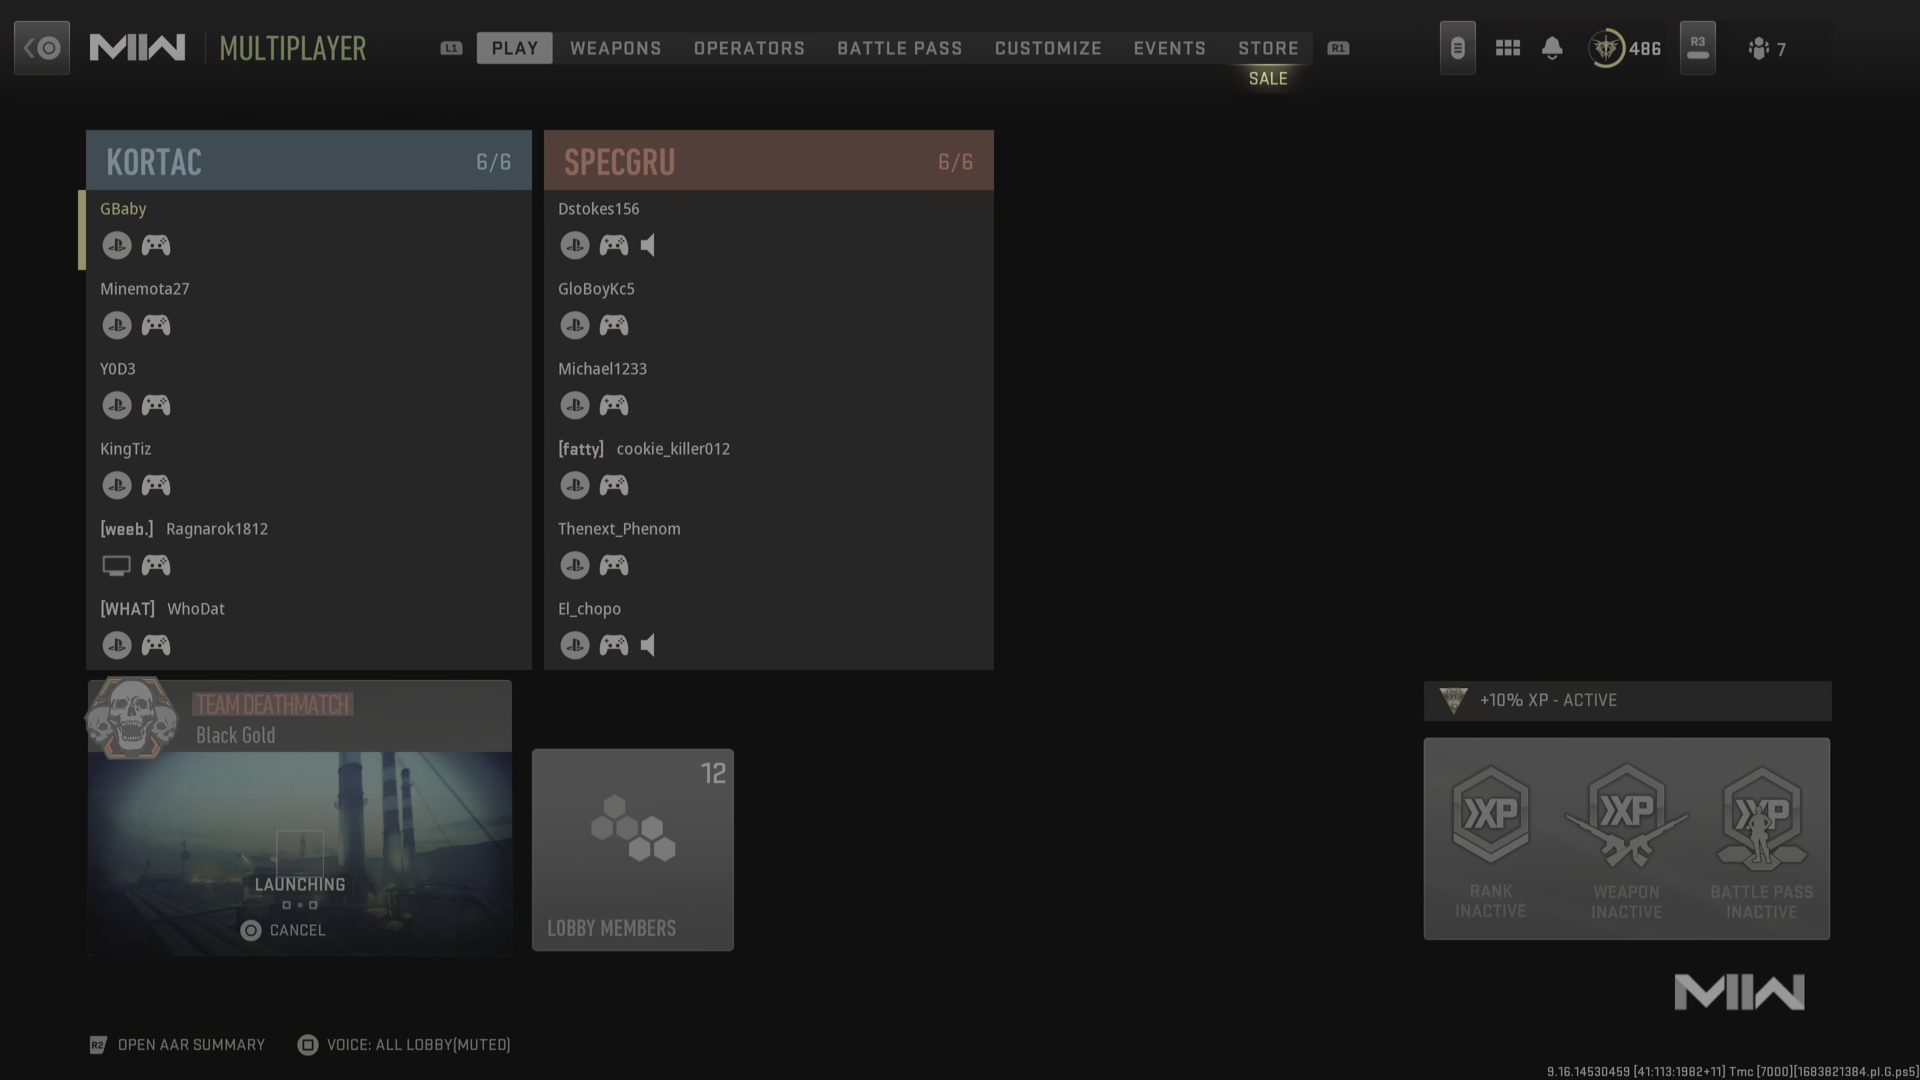 MW MULTIPLAYER
L1 PLAY WEAPONS OPERATORS BATTLE PASS CUSTOMIZE EVENTS STORE R1
SALE
486 R3 7
KORTAC 6/6
GBaby
Minemota27
Y0D3
KingTiz
[weeb.] Ragnarok1812
[WHAT] WhoDat
SPECGRU 6/6
Dstokes156
GloBoyKc5
Michael1233
[fatty] cookie_killer012
Thenext_Phenom
El_chopo
TEAM DEATHMATCH
Black Gold
LAUNCHING
CANCEL
12
LOBBY MEMBERS
+10% XP - ACTIVE
XP XP XP
RANK INACTIVE
WEAPON INACTIVE
BATTLE PASS INACTIVE
MW
R2 OPEN AAR SUMMARY VOICE: ALL LOBBY(MUTED)
9.16.14530459 [41:113:1982+11] Tmc [7000][1683821384.pl.G.ps5]